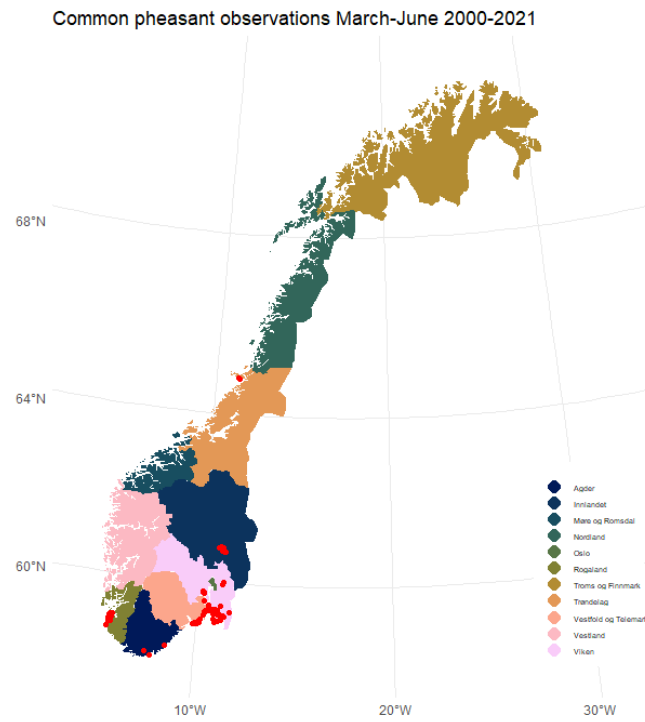 Common pheasant observations March-June 2000-2021
68°N
64°N
60°N
Agder
Innlandet
Møre og Romsdal
Nordland
Oslo
Rogaland
Troms og Finnmark
Trøndelag
Vestfold og Telemark
Vestland
Viken
10°W
20°W
30°W